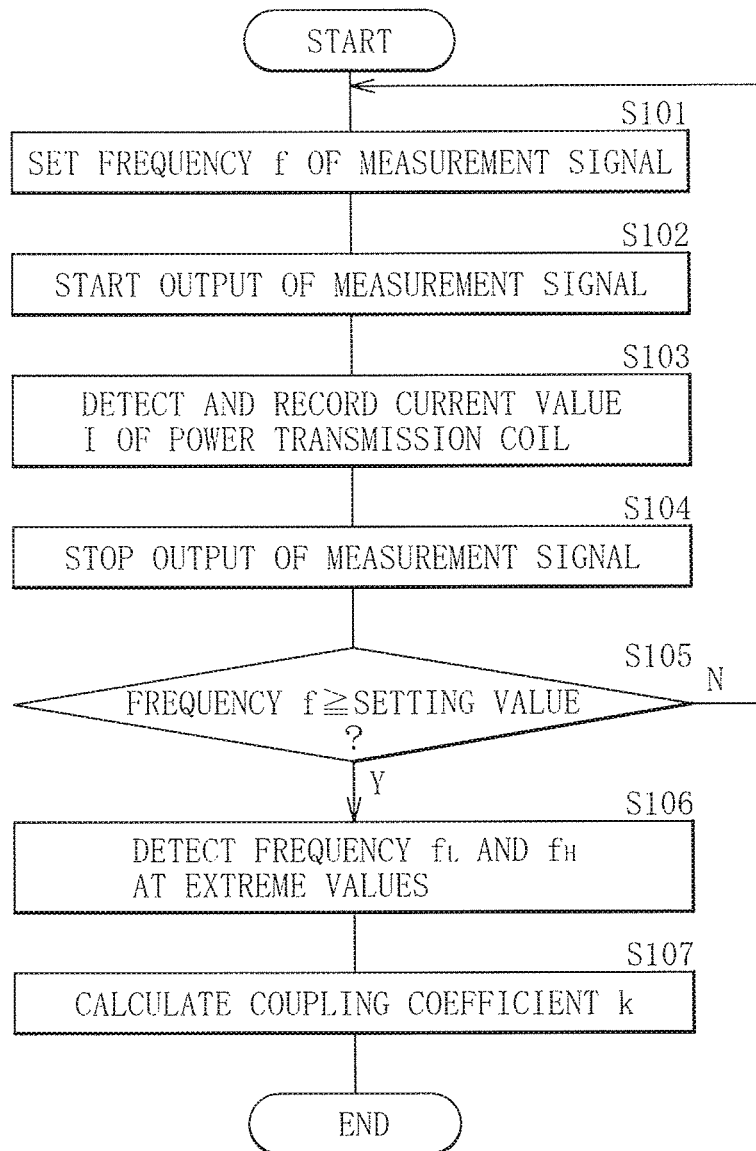 START
S101
SET FREQUENCY f OF MEASUREMENT SIGNAL
S102
START OUTPUT OF MEASUREMENT SIGNAL
S103
DETECT AND RECORD CURRENT VALUE
I OF POWER TRANSMISSION COIL
S104
STOP OUTPUT OF MEASUREMENT SIGNAL
S105
N
FREQUENCY f≧SETTING VALUE
?
Y
S106
DETECT FREQUENCY fL AND fH
AT EXTREME VALUES
S107
CALCULATE COUPLING COEFFICIENT k
END